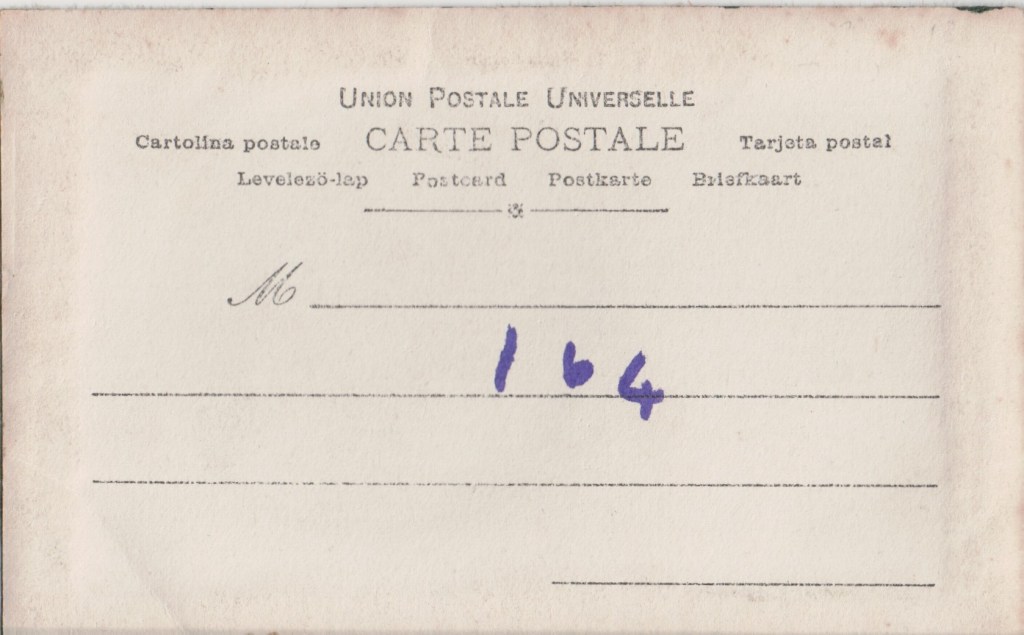 UNION POSTALE UNIVERSELLE
Cartolina postale CARTE POSTALE Tarjeta postal
Levelező-lap Postcard Postkarte Briefkaart
M
164